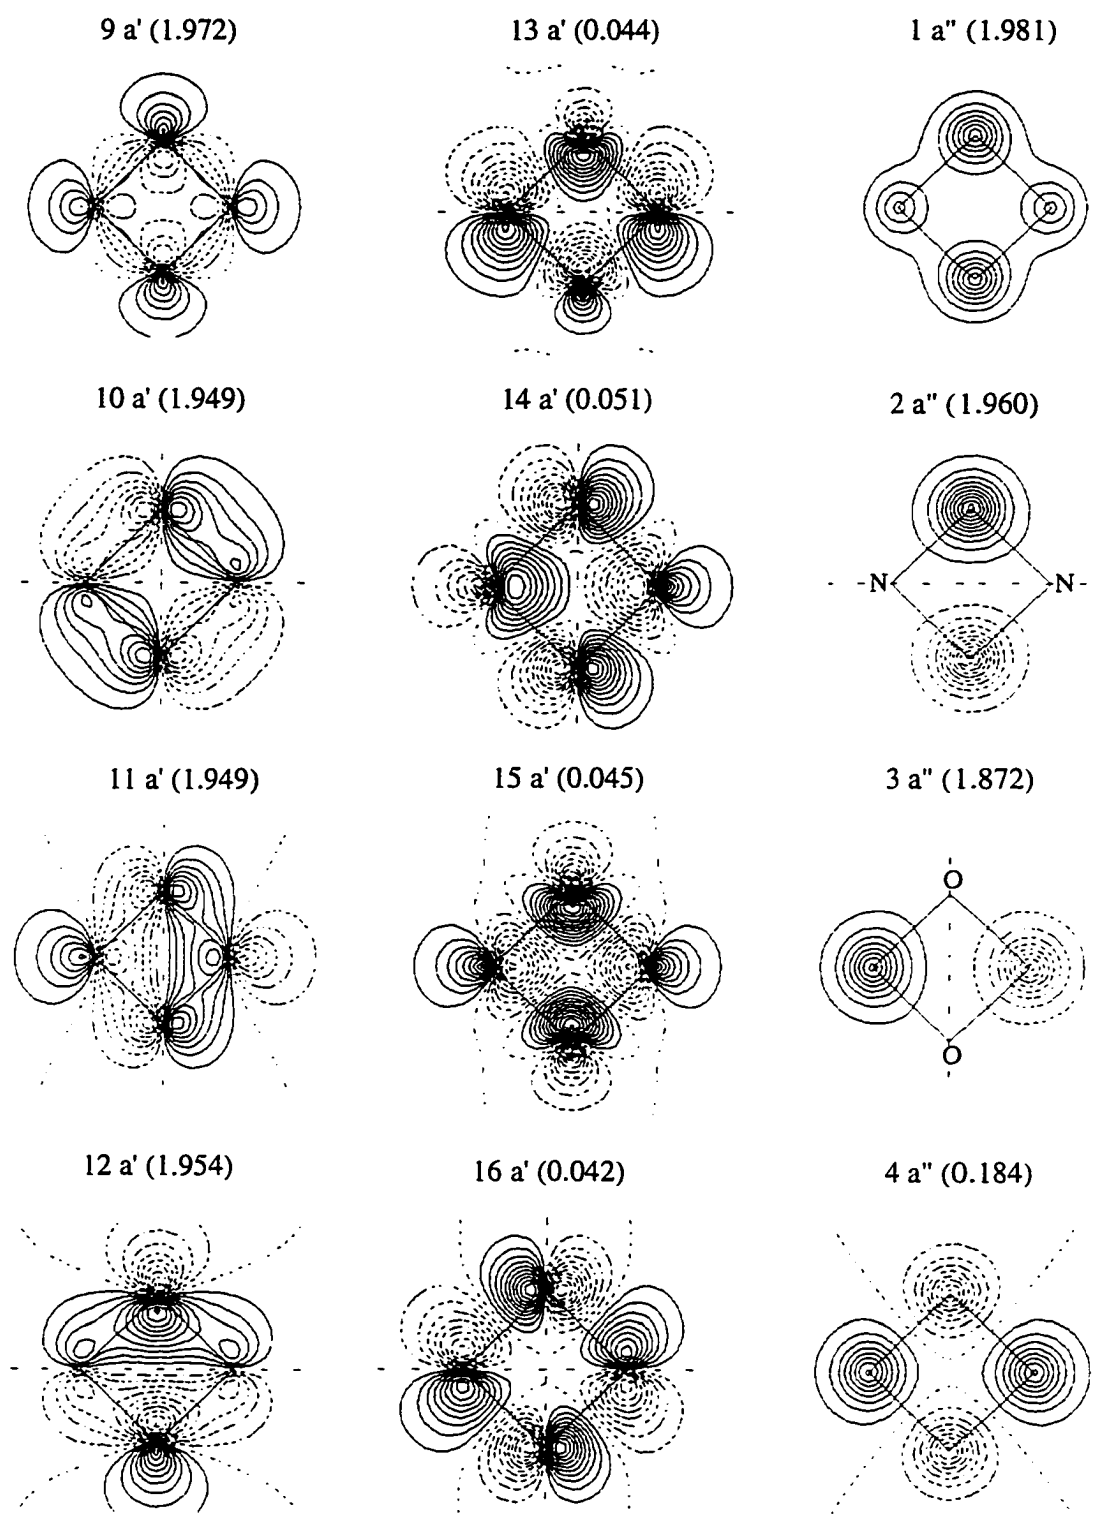 9 a' (1.972) 13 a' (0.044) 1 a" (1.981)
10 a' (1.949) 14 a' (0.051) 2 a" (1.960)
N N
11 a' (1.949) 15 a' (0.045) 3 a" (1.872)
O
O
12 a' (1.954) 16 a' (0.042) 4 a" (0.184)